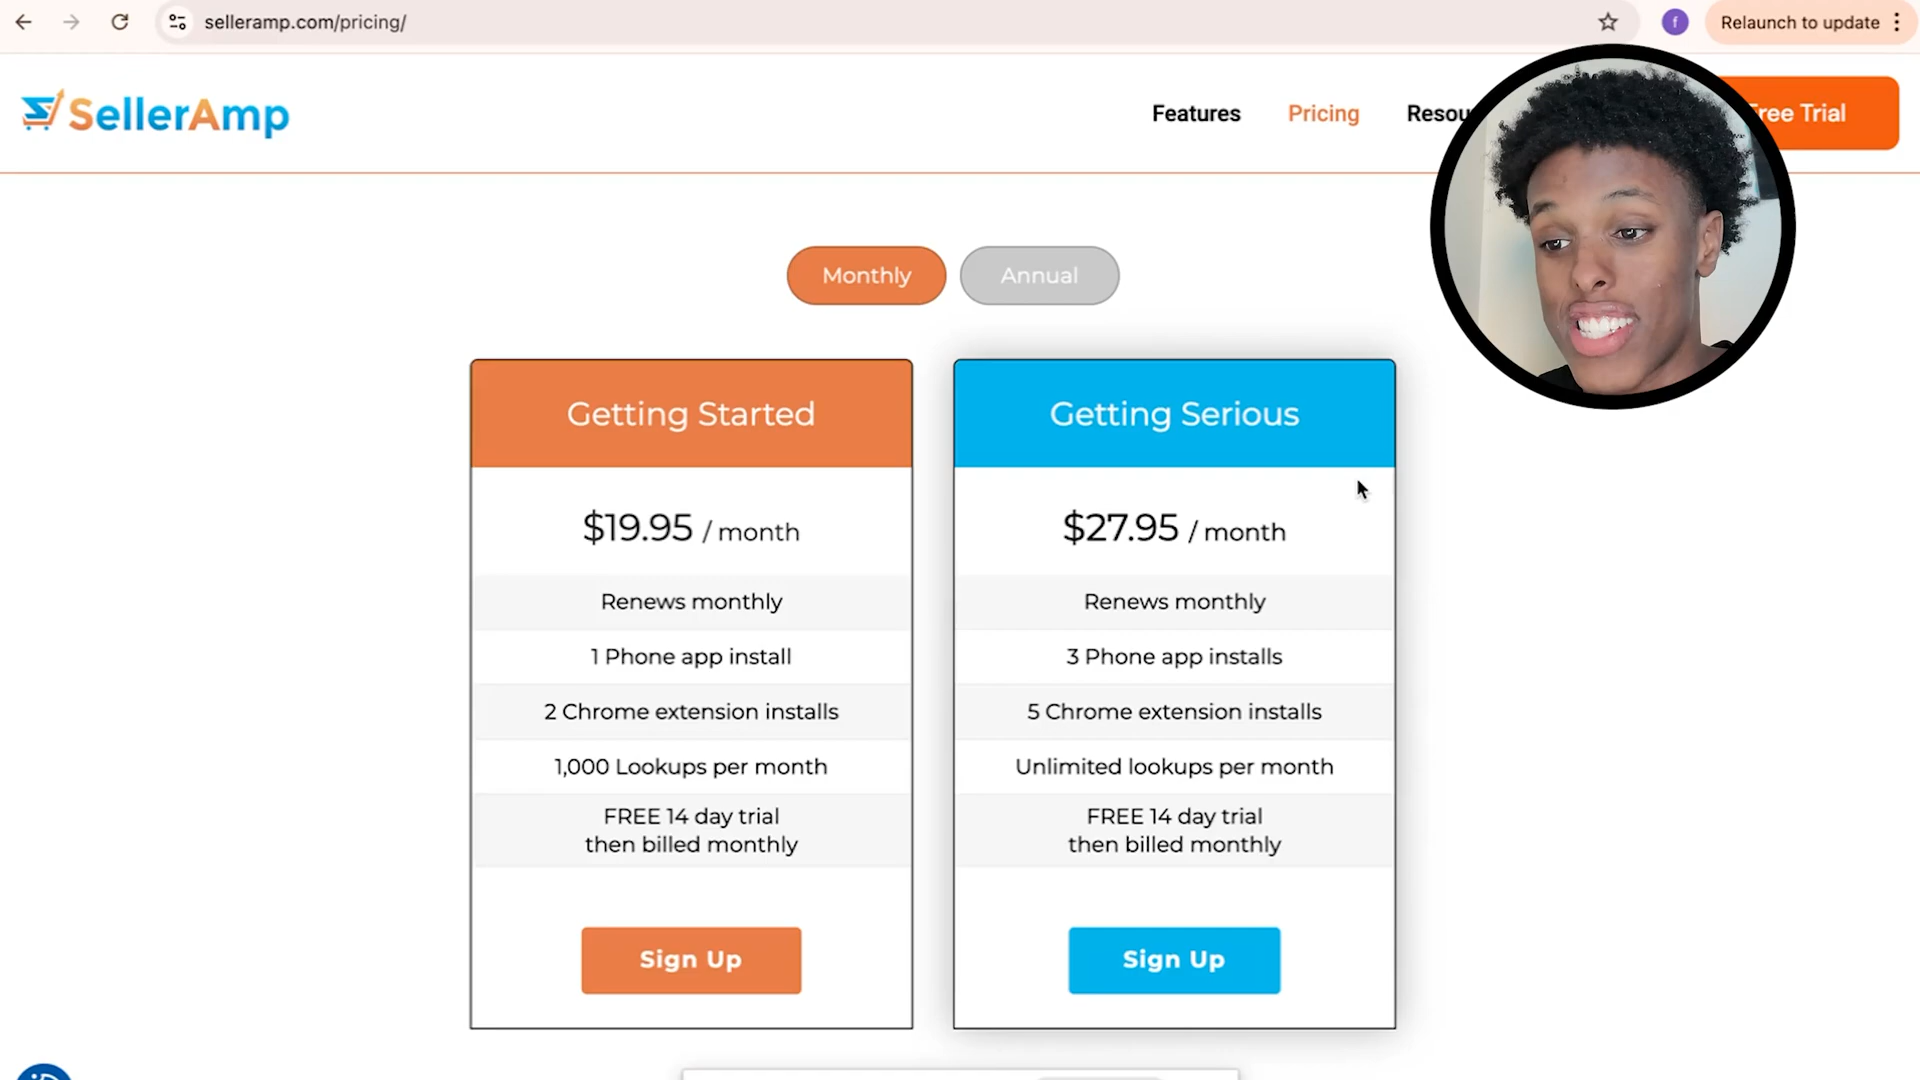 selleramp.com/pricing/
f
Relaunch to update
SellerAmp
Features
Pricing
Free Trial
Monthly
Annual
Getting Started
$19.95 / month
Renews monthly
1 Phone app install
2 Chrome extension installs
1,000 Lookups per month
FREE 14 day trial
then billed monthly
Sign Up
Getting Serious
$27.95 / month
Renews monthly
3 Phone app installs
5 Chrome extension installs
Unlimited lookups per month
FREE 14 day trial
then billed monthly
Sign Up